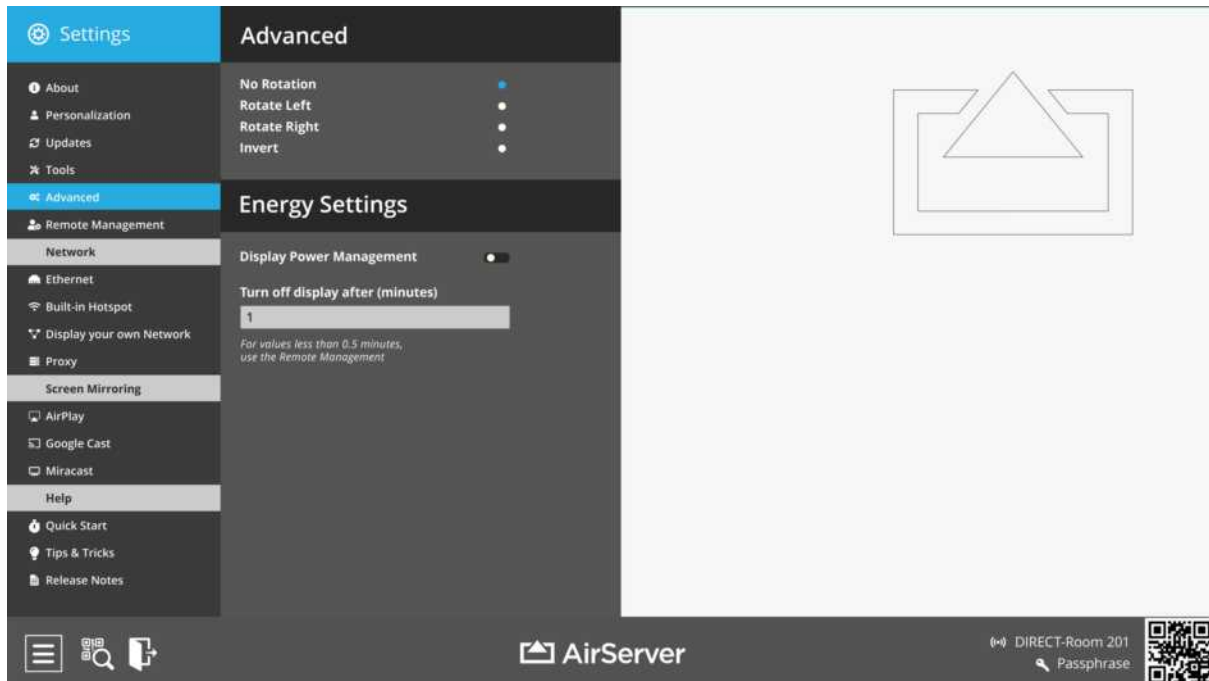 Settings
About
Personalization
Updates
Tools
Advanced
Remote Management
Network
Ethernet
Built-in Hotspot
Display your own Network
Proxy
Screen Mirroring
AirPlay
Google Cast
Miracast
Help
Quick Start
Tips & Tricks
Release Notes
Advanced
No Rotation
Rotate Left
Rotate Right
Invert
Energy Settings
Display Power Management
Turn off display after (minutes)
1
For values less than 0.5 minutes,
use the Remote Management
AirServer
DIRECT-Room 201
Passphrase